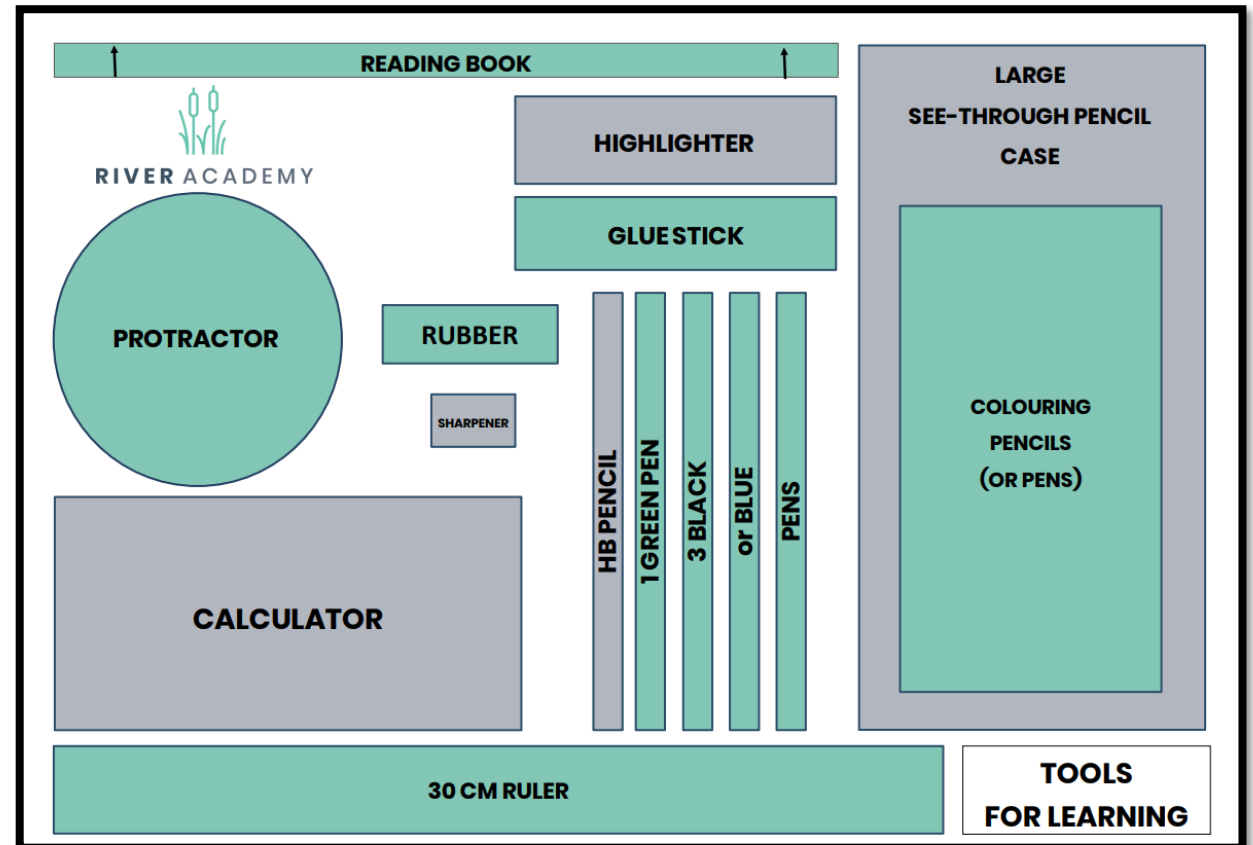 READING BOOK
RIVER ACADEMY
HIGHLIGHTER
GLUE STICK
PROTRACTOR
RUBBER
SHARPENER
CALCULATOR
HB PENCIL
1 GREEN PEN
3 BLACK
or BLUE
PENS
LARGE
SEE-THROUGH PENCIL
CASE
COLOURING
PENCILS
(OR PENS)
30 CM RULER
TOOLS
FOR LEARNING